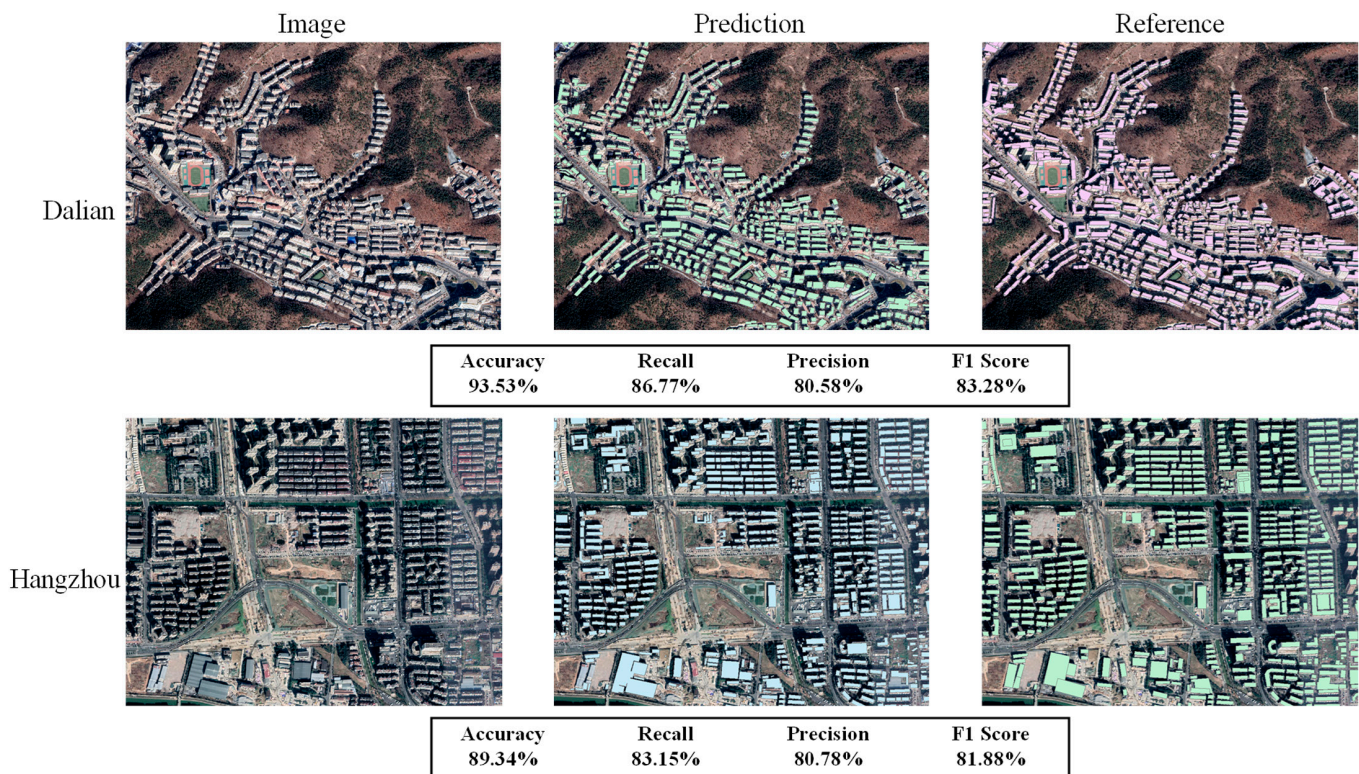 Image Prediction Reference
Dalian
Accuracy Recall Precision F1 Score
93.53% 86.77% 80.58% 83.28%
Hangzhou
Accuracy Recall Precision F1 Score
89.34% 83.15% 80.78% 81.88%